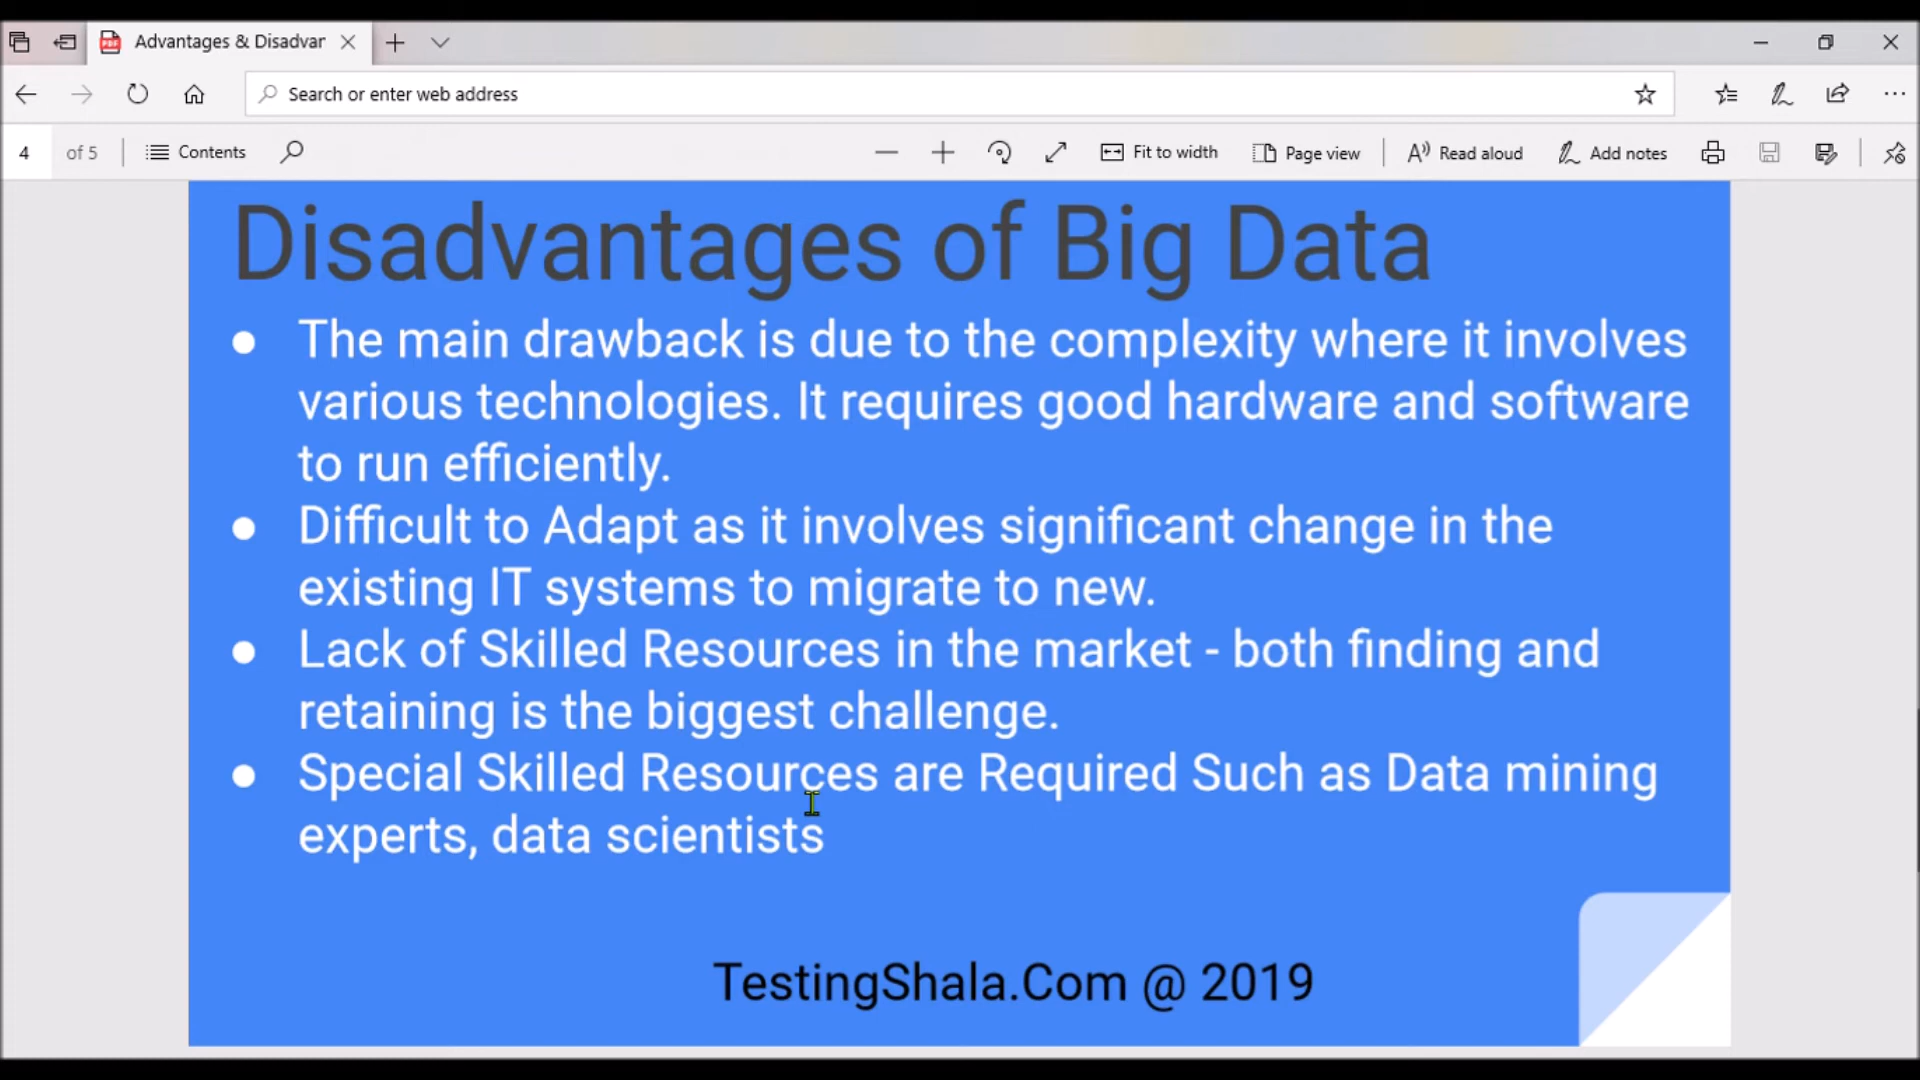 Advantages & Disadvar
Search or enter web address
4 of 5 Contents Fit to width Page view Read aloud Add notes
Disadvantages of Big Data
● The main drawback is due to the complexity where it involves
various technologies. It requires good hardware and software
to run efficiently.
● Difficult to Adapt as it involves significant change in the
existing IT systems to migrate to new.
● Lack of Skilled Resources in the market - both finding and
retaining is the biggest challenge.
● Special Skilled Resources are Required Such as Data mining
experts, data scientists
TestingShala.Com @ 2019